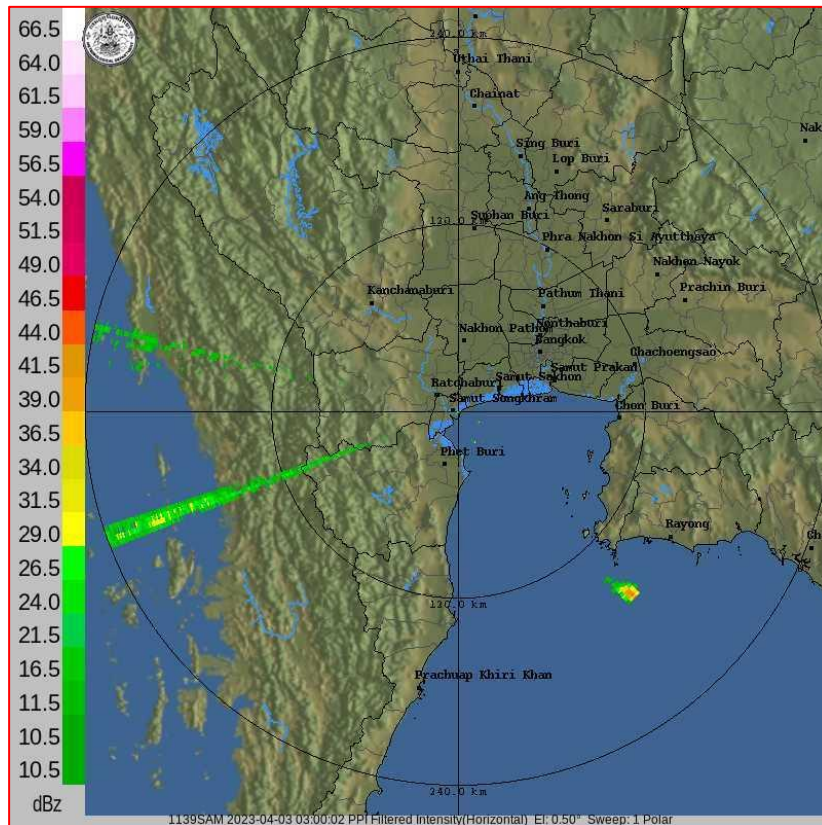 66.5
64.0
61.5
59.0
56.5
54.0
51.5
49.0
46.5
44.0
41.5
39.0
36.5
34.0
31.5
29.0
26.5
24.0
21.5
16.5
11.5
10.5
10.5
dBz
240.0 km
Uthai Thani
Chainat
Nak
Sing Buri
Lop Buri
Ang Thong
Saraburi
Suphan Buri
Phra Nakhon Si Ayutthaya
Nakhon Nayok
Kanchanaburi
Prachin Buri
Pathum Thani
Nonthaburi
Nakhon Pathom
Bangkok
Chachoengsao
Samut Prakan
Samut Sakhon
Ratchaburi
Samut Songkhram
Chon Buri
Phet Buri
Rayong
Ch
130.0 km
Prachuap Khiri Khan
240.0 km
1139SAM 2023-04-03 03:00:02 PPI Filtered Intensity(Horizontal) El: 0.50° Sweep: 1 Polar